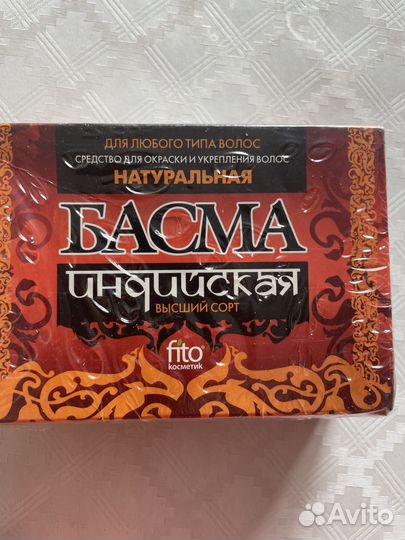 ДЛЯ ЛЮБОГО ТИПА ВОЛОС
СРЕДСТВО ДЛЯ ОКРАСКИ И УКРЕПЛЕНИЯ ВОЛОС
НАТУРАЛЬНАЯ
БАСМА
индийская
ВЫСШИЙ СОРТ
fito®
косметик
Avito